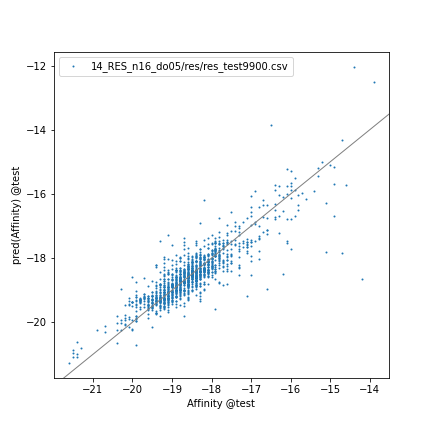 14_RES_n16_do05/res/res_test9900.csv
−12
−14
−16
−18
−20
pred(Affinity) @test
−21 −20 −19 −18 −17 −16 −15 −14
Affinity @test